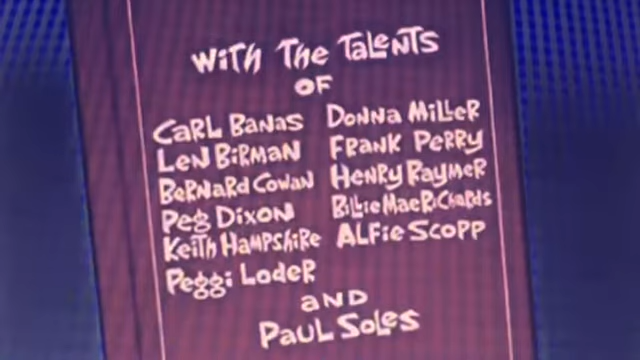 WiTH THE TALENTS
OF
CARL BANAS DONNA MiLLER
LEN BiRMAN FRANK PERRY
BERNARD COWAN HENRY RAYMER
PEG DIXON BiLLiE MAE RiCHARDS
KEiTH HAMPSHiRE ALFiE SCOPP
PEGGi LODER
AND
PAUL SOLES